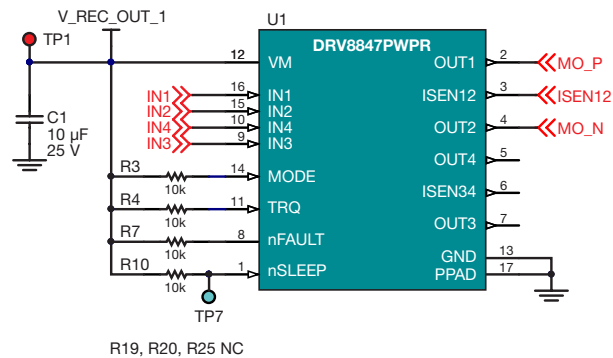 V_REC_OUT_1
U1
TP1
DRV8847PWPR
12 VM
OUT1 2 MO_P
C1
10 µF
25 V
IN1 16 IN1
ISEN12 3 ISEN12
IN2 15 IN2
IN4 10 IN4
OUT2 4 MO_N
IN3 9 IN3
OUT4 5
R3 10k 14 MODE
ISEN34 6
R4 10k 11 TRQ
OUT3 7
R7 10k 8 nFAULT
GND 13
R10 10k 1 nSLEEP
PPAD 17
TP7
R19, R20, R25 NC